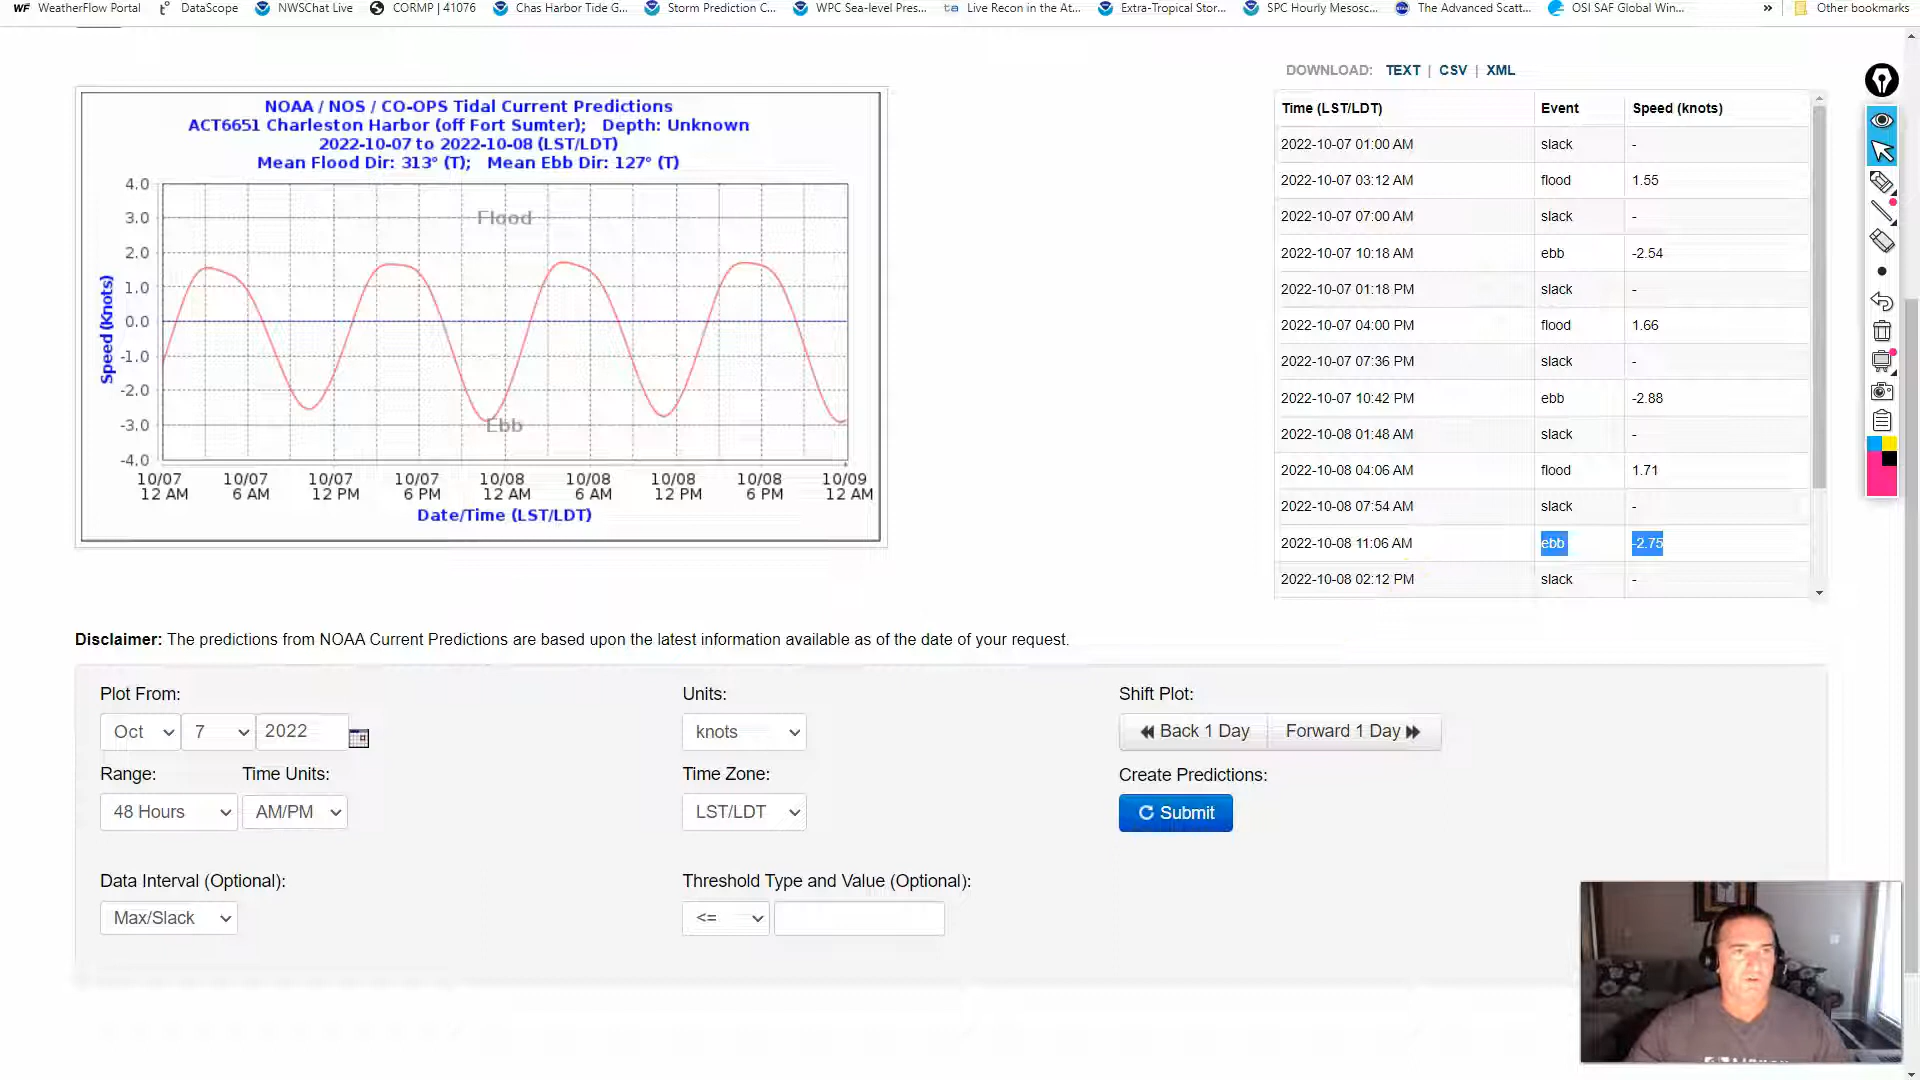 WF WeatherFlow Portal DataScope NWSChat Live CORMP | 41076 Chas Harbor Tide G... Storm Prediction C... WPC Sea-level Pres... Live Recon in the At... Extra-Tropical Stor... SPC Hourly Mesosc... The Advanced Scatt... OSI SAF Global Win... » Other bookmarks
DOWNLOAD: TEXT | CSV | XML
NOAA / NOS / CO-OPS Tidal Current Predictions
ACT6651 Charleston Harbor (off Fort Sumter); Depth: Unknown
2022-10-07 to 2022-10-08 (LST/LDT)
Mean Flood Dir: 313° (T); Mean Ebb Dir: 127° (T)
4.0
3.0
2.0
1.0
0.0
-1.0
-2.0
-3.0
-4.0
Speed (Knots)
Flood
Ebb
10/07 10/07 10/07 10/07 10/08 10/08 10/08 10/08 10/09
12 AM 6 AM 12 PM 6 PM 12 AM 6 AM 12 PM 6 PM 12 AM
Date/Time (LST/LDT)
Time (LST/LDT) Event Speed (knots)
2022-10-07 01:00 AM slack -
2022-10-07 03:12 AM flood 1.55
2022-10-07 07:00 AM slack -
2022-10-07 10:18 AM ebb -2.54
2022-10-07 01:18 PM slack -
2022-10-07 04:00 PM flood 1.66
2022-10-07 07:36 PM slack -
2022-10-07 10:42 PM ebb -2.88
2022-10-08 01:48 AM slack -
2022-10-08 04:06 AM flood 1.71
2022-10-08 07:54 AM slack -
2022-10-08 11:06 AM ebb -2.75
2022-10-08 02:12 PM slack -
Disclaimer: The predictions from NOAA Current Predictions are based upon the latest information available as of the date of your request.
Plot From: Units: Shift Plot:
Oct 7 2022 knots Back 1 Day Forward 1 Day
Range: Time Units: Time Zone: Create Predictions:
48 Hours AM/PM LST/LDT Submit
Data Interval (Optional): Threshold Type and Value (Optional):
Max/Slack <=